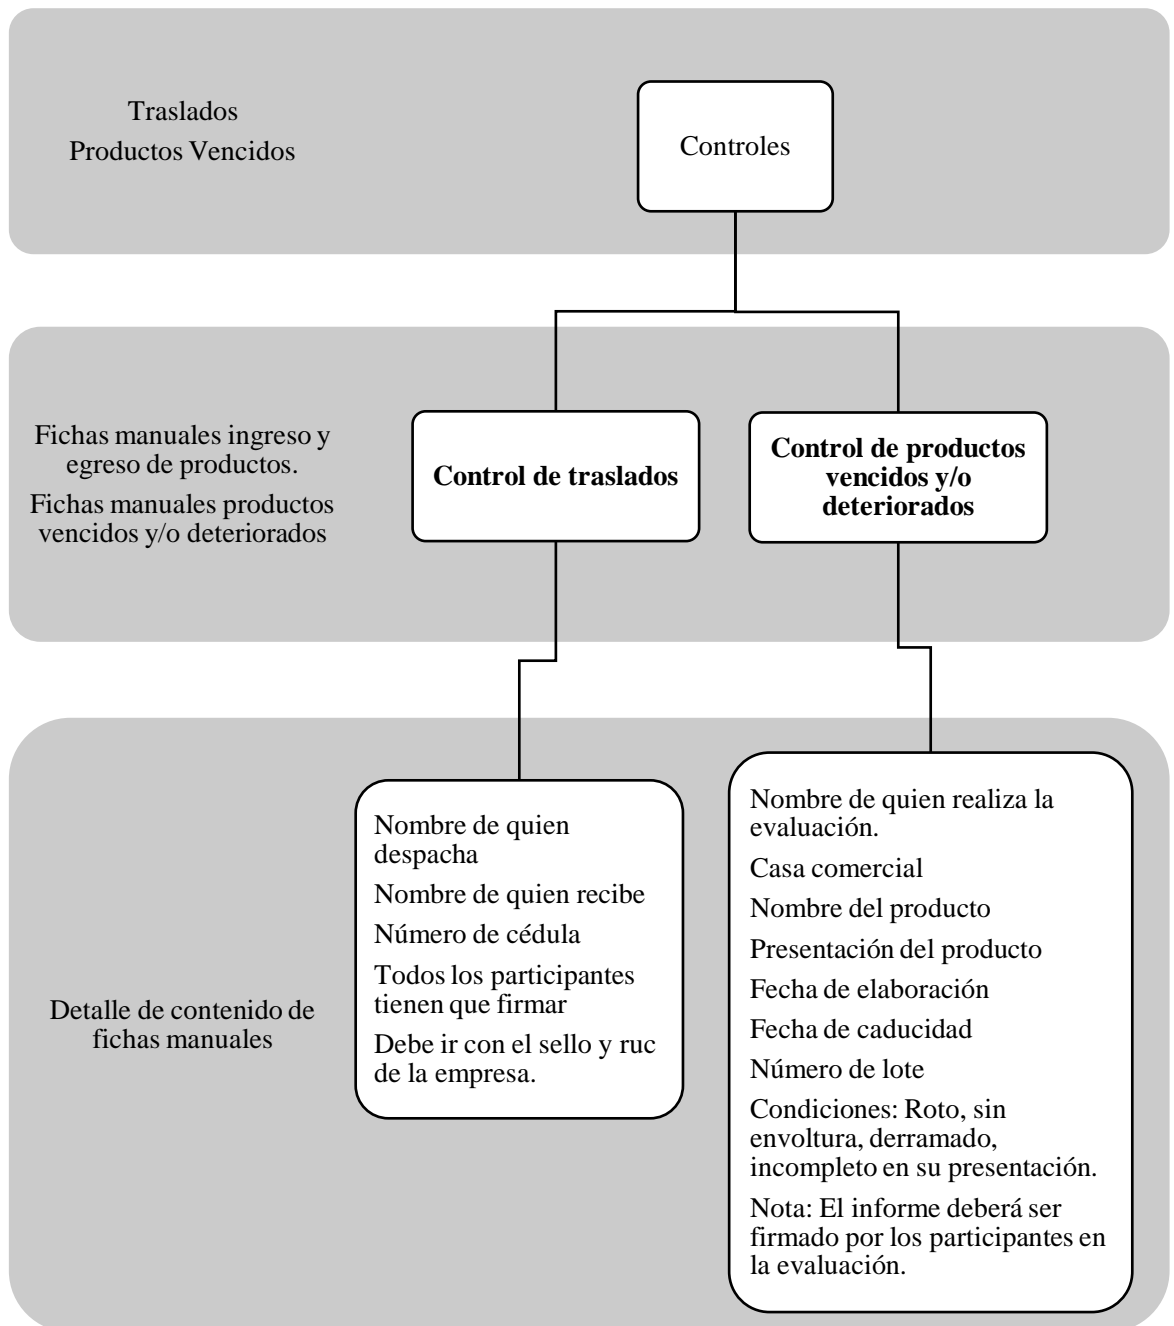 Traslados
Productos Vencidos
Controles
Fichas manuales ingreso y
egreso de productos.
Fichas manuales productos
vencidos y/o deteriorados
Control de traslados
Control de productos
vencidos y/o
deteriorados
Detalle de contenido de
fichas manuales
Nombre de quien
despacha
Nombre de quien recibe
Número de cédula
Todos los participantes
tienen que firmar
Debe ir con el sello y ruc
de la empresa.
Nombre de quien realiza la
evaluación.
Casa comercial
Nombre del producto
Presentación del producto
Fecha de elaboración
Fecha de caducidad
Número de lote
Condiciones: Roto, sin
envoltura, derramado,
incompleto en su presentación.
Nota: El informe deberá ser
firmado por los participantes en
la evaluación.